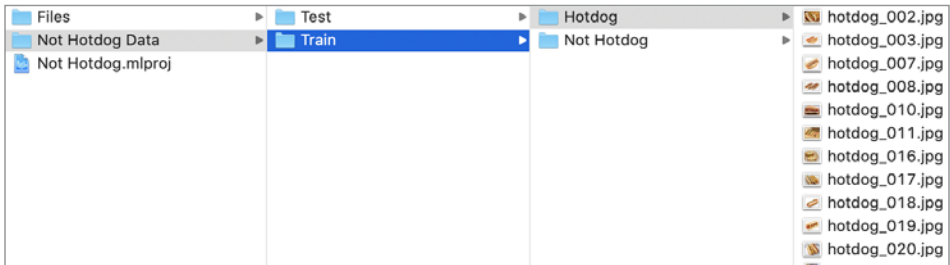 Files
Not Hotdog Data
Not Hotdog.mlproj
Test
Train
Hotdog
Not Hotdog
hotdog_002.jpg
hotdog_003.jpg
hotdog_007.jpg
hotdog_008.jpg
hotdog_010.jpg
hotdog_011.jpg
hotdog_016.jpg
hotdog_017.jpg
hotdog_018.jpg
hotdog_019.jpg
hotdog_020.jpg